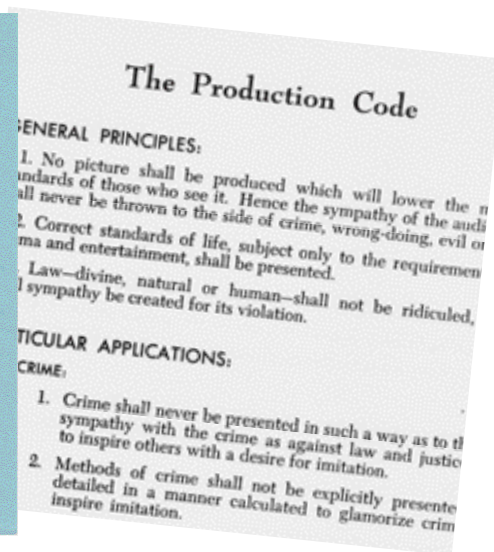 The Production Code
GENERAL PRINCIPLES:
1. No picture shall be produced which will lower the m
andards of those who see it. Hence the sympathy of the audi
all never be thrown to the side of crime, wrong-doing, evil or
2. Correct standards of life, subject only to the requiremen
ma and entertainment, shall be presented.
. Law—divine, natural or human—shall not be ridiculed,
l sympathy be created for its violation.
TICULAR APPLICATIONS:
CRIME:
1. Crime shall never be presented in such a way as to th
sympathy with the crime as against law and justic
to inspire others with a desire for imitation.
2. Methods of crime shall not be explicitly presente
detailed in a manner calculated to glamorize crim
inspire imitation.